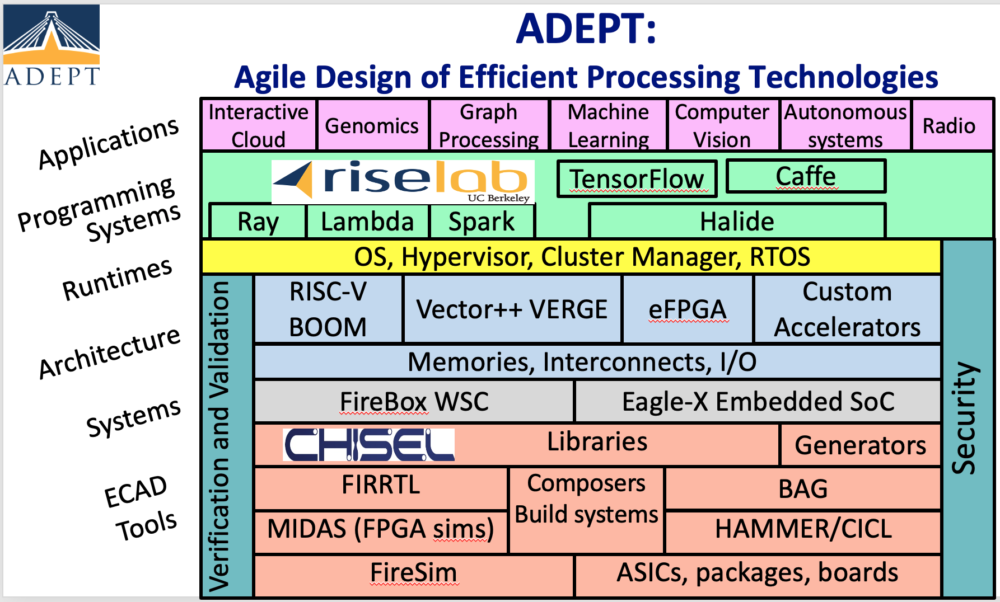 ADEPT
ADEPT:
Agile Design of Efficient Processing Technologies
Applications
Interactive
Cloud
Genomics
Graph
Processing
Machine
Learning
Computer
Vision
Autonomous
systems
Radio
Programming
Systems
riselab
UC Berkeley
TensorFlow
Caffe
Ray
Lambda
Spark
Halide
Runtimes
OS, Hypervisor, Cluster Manager, RTOS
Architecture
Verification and Validation
RISC-V
BOOM
Vector++ VERGE
eFPGA
Custom
Accelerators
Memories, Interconnects, I/O
Security
Systems
FireBox WSC
Eagle-X Embedded SoC
ECAD
Tools
CHISEL
Libraries
Generators
FIRRTL
Composers
Build systems
BAG
MIDAS (FPGA sims)
HAMMER/CICL
FireSim
ASICs, packages, boards